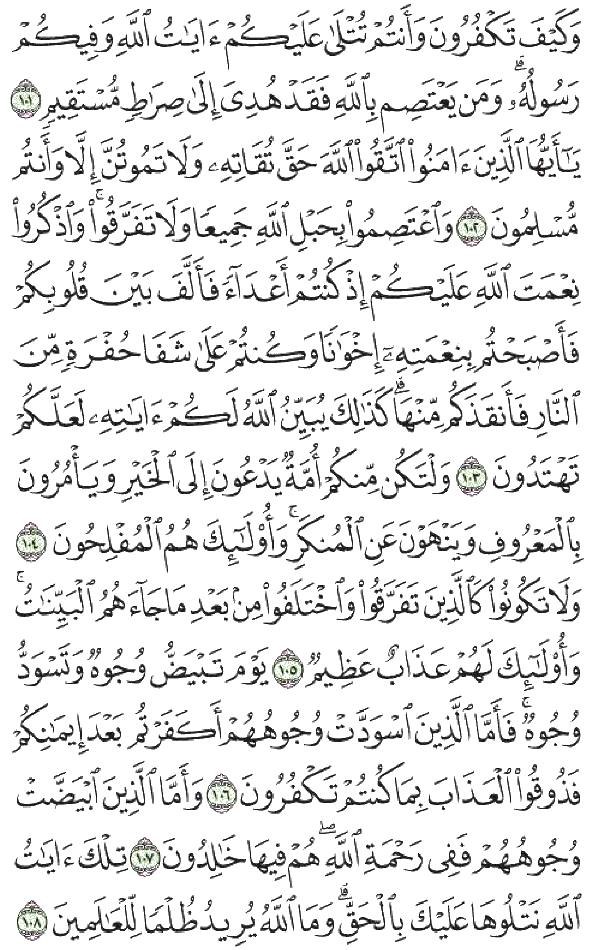 وَكَيْفَ تَكْفُرُونَ وَأَنتُمْ تُتْلَىٰ عَلَيْكُمْ ءَايَٰتُ ٱللَّهِ وَفِيكُمْ
رَسُولُهُۥ ۗ وَمَن يَعْتَصِم بِٱللَّهِ فَقَدْ هُدِىَ إِلَىٰ صِرَٰطٍ مُّسْتَقِيمٍ ١٠١
يَٰٓأَيُّهَا ٱلَّذِينَ ءَامَنُوا۟ ٱتَّقُوا۟ ٱللَّهَ حَقَّ تُقَاتِهِۦ وَلَا تَمُوتُنَّ إِلَّا وَأَنتُم
مُّسْلِمُونَ ١٠٢ وَٱعْتَصِمُوا۟ بِحَبْلِ ٱللَّهِ جَمِيعًا وَلَا تَفَرَّقُوا۟ ۚ وَٱذْكُرُوا۟
نِعْمَتَ ٱللَّهِ عَلَيْكُمْ إِذْ كُنتُمْ أَعْدَآءً فَأَلَّفَ بَيْنَ قُلُوبِكُمْ
فَأَصْبَحْتُم بِنِعْمَتِهِۦٓ إِخْوَٰنًا وَكُنتُمْ عَلَىٰ شَفَا حُفْرَةٍ مِّنَ
ٱلنَّارِ فَأَنقَذَكُم مِّنْهَا ۗ كَذَٰلِكَ يُبَيِّنُ ٱللَّهُ لَكُمْ ءَايَٰتِهِۦ لَعَلَّكُمْ
تَهْتَدُونَ ١٠٣ وَلْتَكُن مِّنكُمْ أُمَّةٌ يَدْعُونَ إِلَى ٱلْخَيْرِ وَيَأْمُرُونَ
بِٱلْمَعْرُوفِ وَيَنْهَوْنَ عَنِ ٱلْمُنكَرِ ۚ وَأُو۟لَٰٓئِكَ هُمُ ٱلْمُفْلِحُونَ ١٠٤
وَلَا تَكُونُوا۟ كَٱلَّذِينَ تَفَرَّقُوا۟ وَٱخْتَلَفُوا۟ مِنۢ بَعْدِ مَا جَآءَهُمُ ٱلْبَيِّنَٰتُ ۚ
وَأُو۟لَٰٓئِكَ لَهُمْ عَذَابٌ عَظِيمٌ ١٠٥ يَوْمَ تَبْيَضُّ وُجُوهٌ وَتَسْوَدُّ
وُجُوهٌ ۚ فَأَمَّا ٱلَّذِينَ ٱسْوَدَّتْ وُجُوهُهُمْ أَكَفَرْتُم بَعْدَ إِيمَٰنِكُمْ
فَذُوقُوا۟ ٱلْعَذَابَ بِمَا كُنتُمْ تَكْفُرُونَ ١٠٦ وَأَمَّا ٱلَّذِينَ ٱبْيَضَّتْ
وُجُوهُهُمْ فَفِى رَحْمَةِ ٱللَّهِ ۖ هُمْ فِيهَا خَٰلِدُونَ ١٠٧ تِلْكَ ءَايَٰتُ
ٱللَّهِ نَتْلُوهَا عَلَيْكَ بِٱلْحَقِّ ۗ وَمَا ٱللَّهُ يُرِيدُ ظُلْمًا لِّلْعَٰلَمِينَ ١٠٨